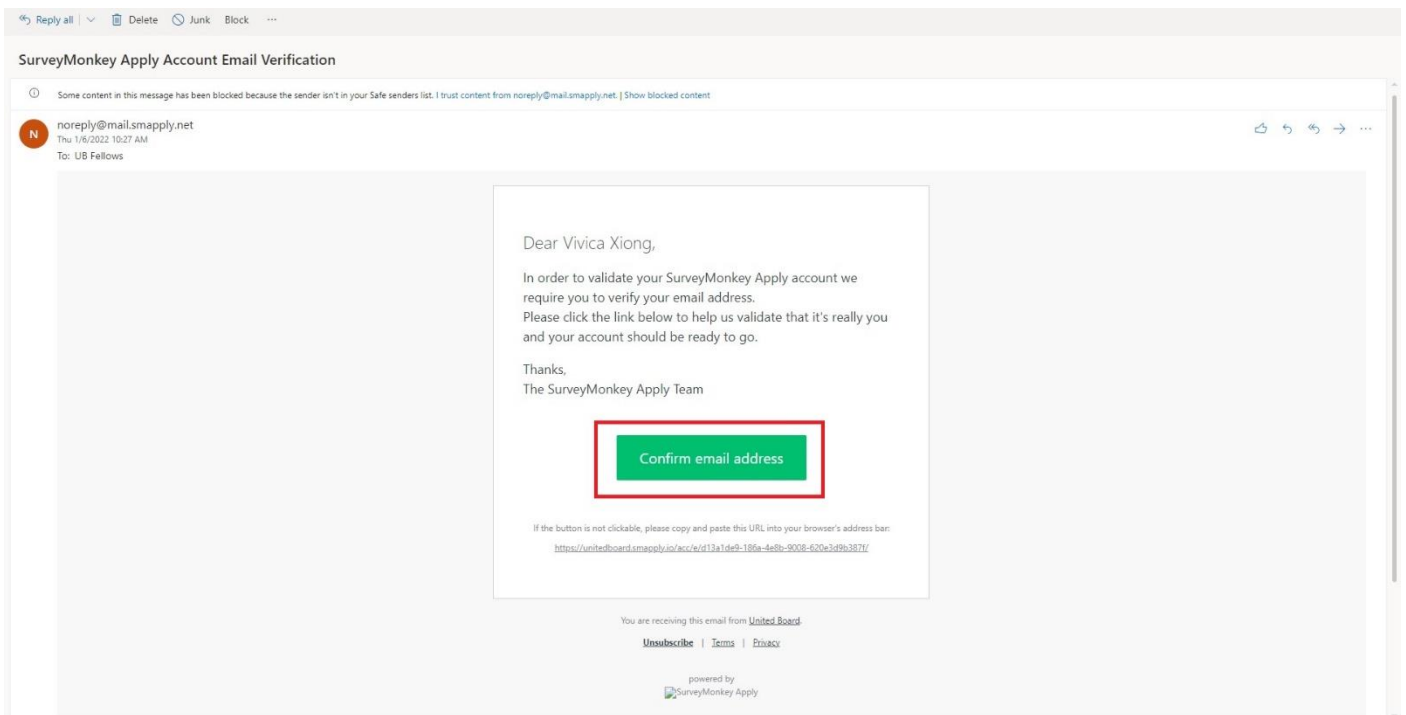 Reply all Delete Junk Block ...
SurveyMonkey Apply Account Email Verification
Some content in this message has been blocked because the sender isn't in your Safe senders list. I trust content from noreply@mail.smapply.net. | Show blocked content
N
noreply@mail.smapply.net
Thu 1/6/2022 10:27 AM
To: UB Fellows
Dear Vivica Xiong,
In order to validate your SurveyMonkey Apply account we
require you to verify your email address.
Please click the link below to help us validate that it's really you
and your account should be ready to go.
Thanks,
The SurveyMonkey Apply Team
Confirm email address
If the button is not clickable, please copy and paste this URL into your browser's address bar:
https://unitedboard.smapply.io/acc/e/d13a1de9-186a-4e8b-9008-620e3d9b387f/
You are receiving this email from United Board.
Unsubscribe | Terms | Privacy
powered by
SurveyMonkey Apply